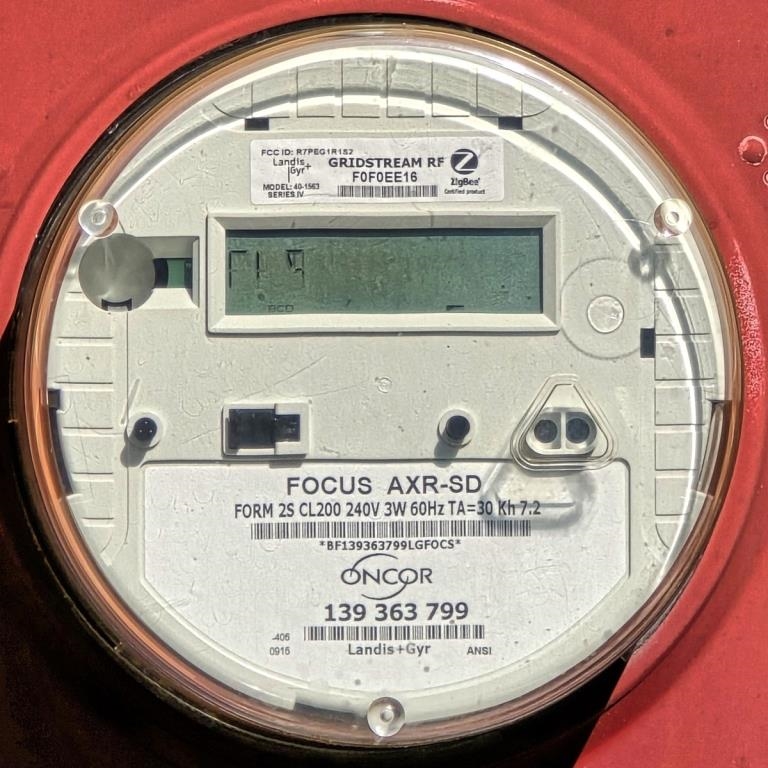 FCC ID: R7PEG1R1S2
Landis+Gyr+
GRIDSTREAM RF
F0F0EE16
MODEL: 40-1563
SERIES IV
ZigBee
Certified product
FOCUS AXR-SD
FORM 2S CL200 240V 3W 60Hz TA=30 Kh 7.2
*BF139363799LGFOCS*
ONCOR
139 363 799
-406
0916
Landis+Gyr
ANSI